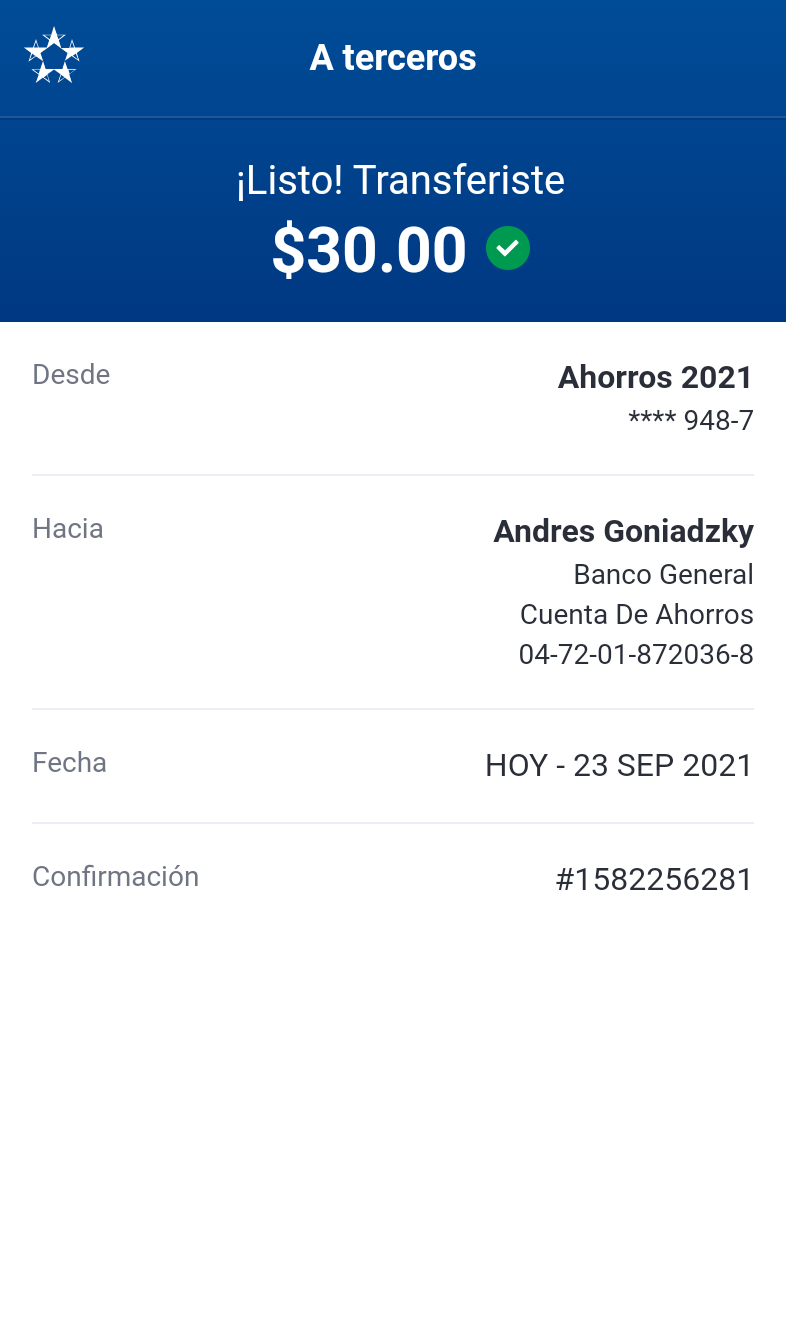 A terceros
¡Listo! Transferiste
$30.00
Desde
Ahorros 2021
**** 948-7
Hacia
Andres Goniadzky
Banco General
Cuenta De Ahorros
04-72-01-872036-8
Fecha
HOY - 23 SEP 2021
Confirmación
#1582256281